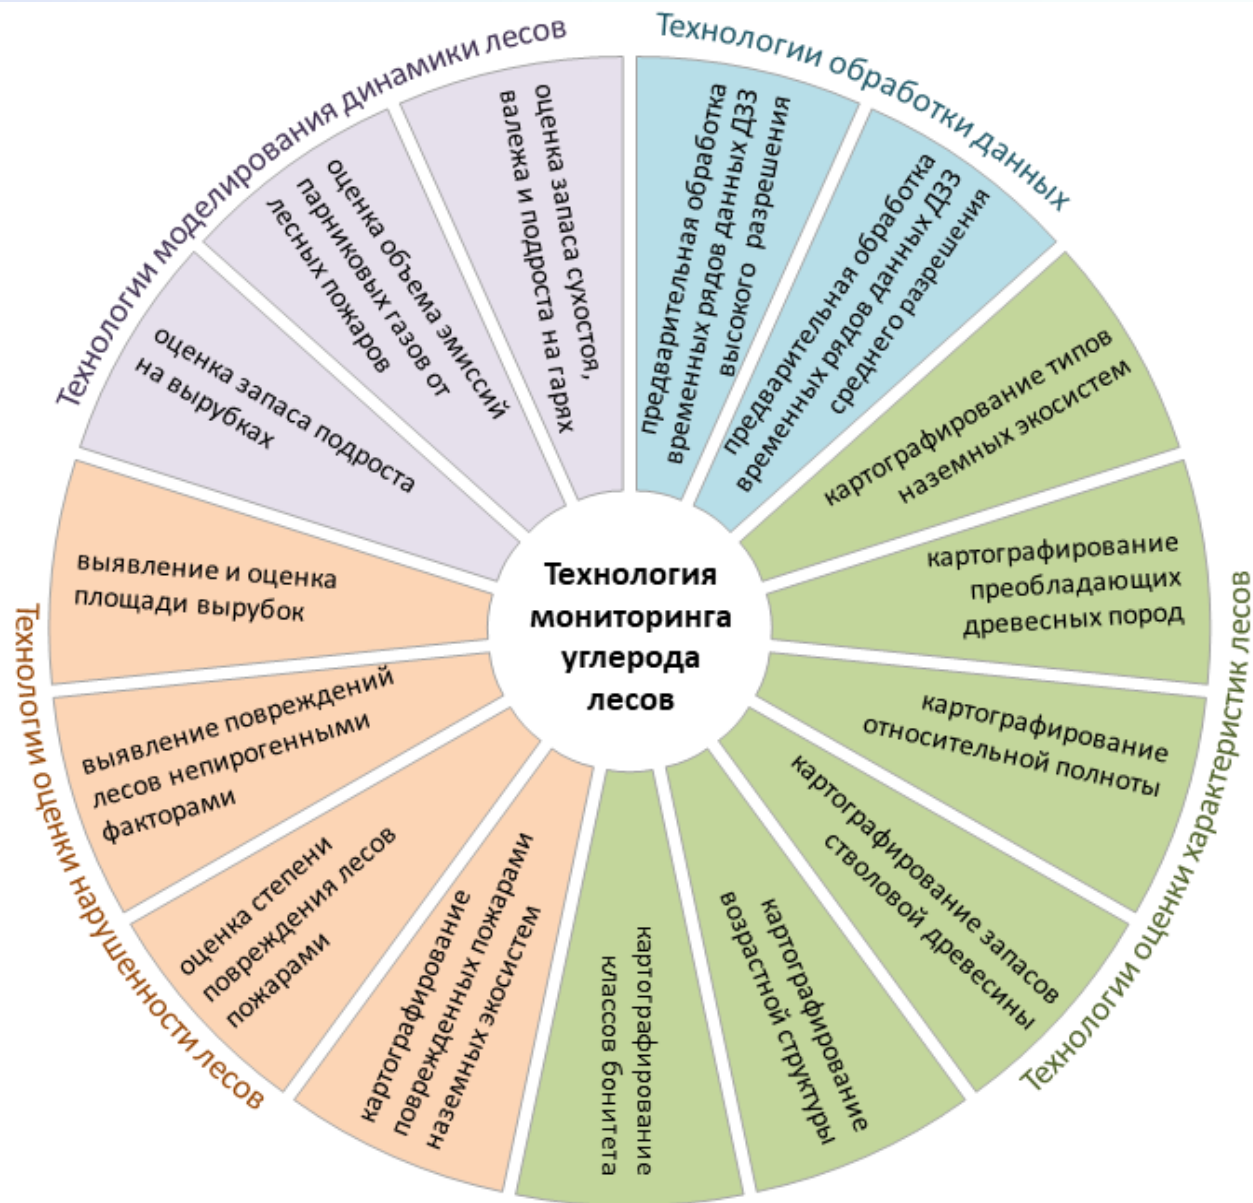 Технологии обработки данных
предварительная обработка
временных рядов данных ДЗЗ
высокого разрешения
предварительная обработка
временных рядов данных ДЗЗ
среднего разрешения
Технологии оценки характеристик лесов
картографирование типов
наземных экосистем
картографирование
преобладающих
древесных пород
картографирование
относительной полноты
картографирование запасов
стволовой древесины
картографирование
возрастной структуры
картографирование
классов бонитета
Технологии оценки нарушенности лесов
картографирование
поврежденных пожарами
наземных экосистем
оценка степени
повреждения лесов
пожарами
выявление повреждений
лесов непирогенными
факторами
выявление и оценка
площади вырубок
Технологии моделирования динамики лесов
оценка запаса подроста
на вырубках
оценка объема эмиссий
парниковых газов от
лесных пожаров
оценка запаса сухостоя,
валежа и подроста на гарях
Технология
мониторинга
углерода
лесов